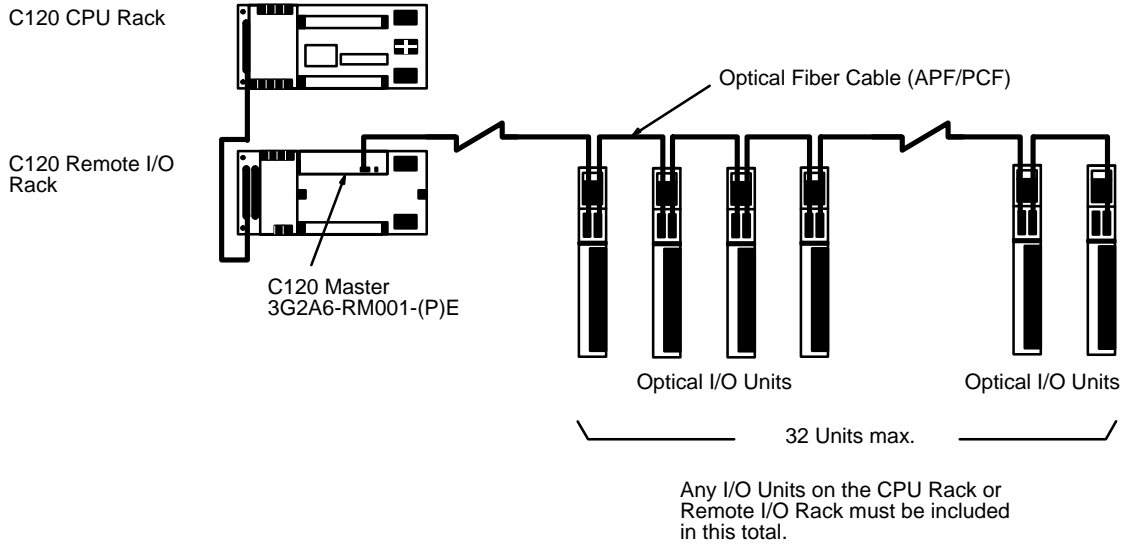 C120 CPU Rack
Optical Fiber Cable (APF/PCF)
C120 Remote I/O
Rack
C120 Master
3G2A6-RM001-(P)E
Optical I/O Units
Optical I/O Units
32 Units max.
Any I/O Units on the CPU Rack or
Remote I/O Rack must be included
in this total.